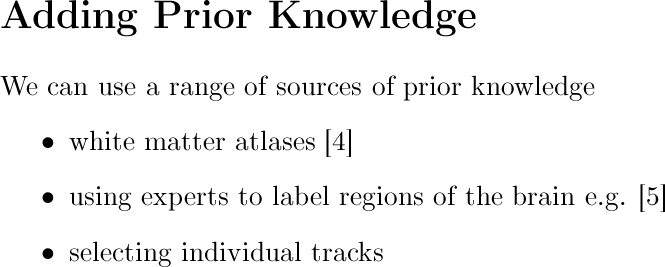 Adding Prior Knowledge
We can use a range of sources of prior knowledge
• white matter atlases [4]
• using experts to label regions of the brain e.g. [5]
• selecting individual tracks